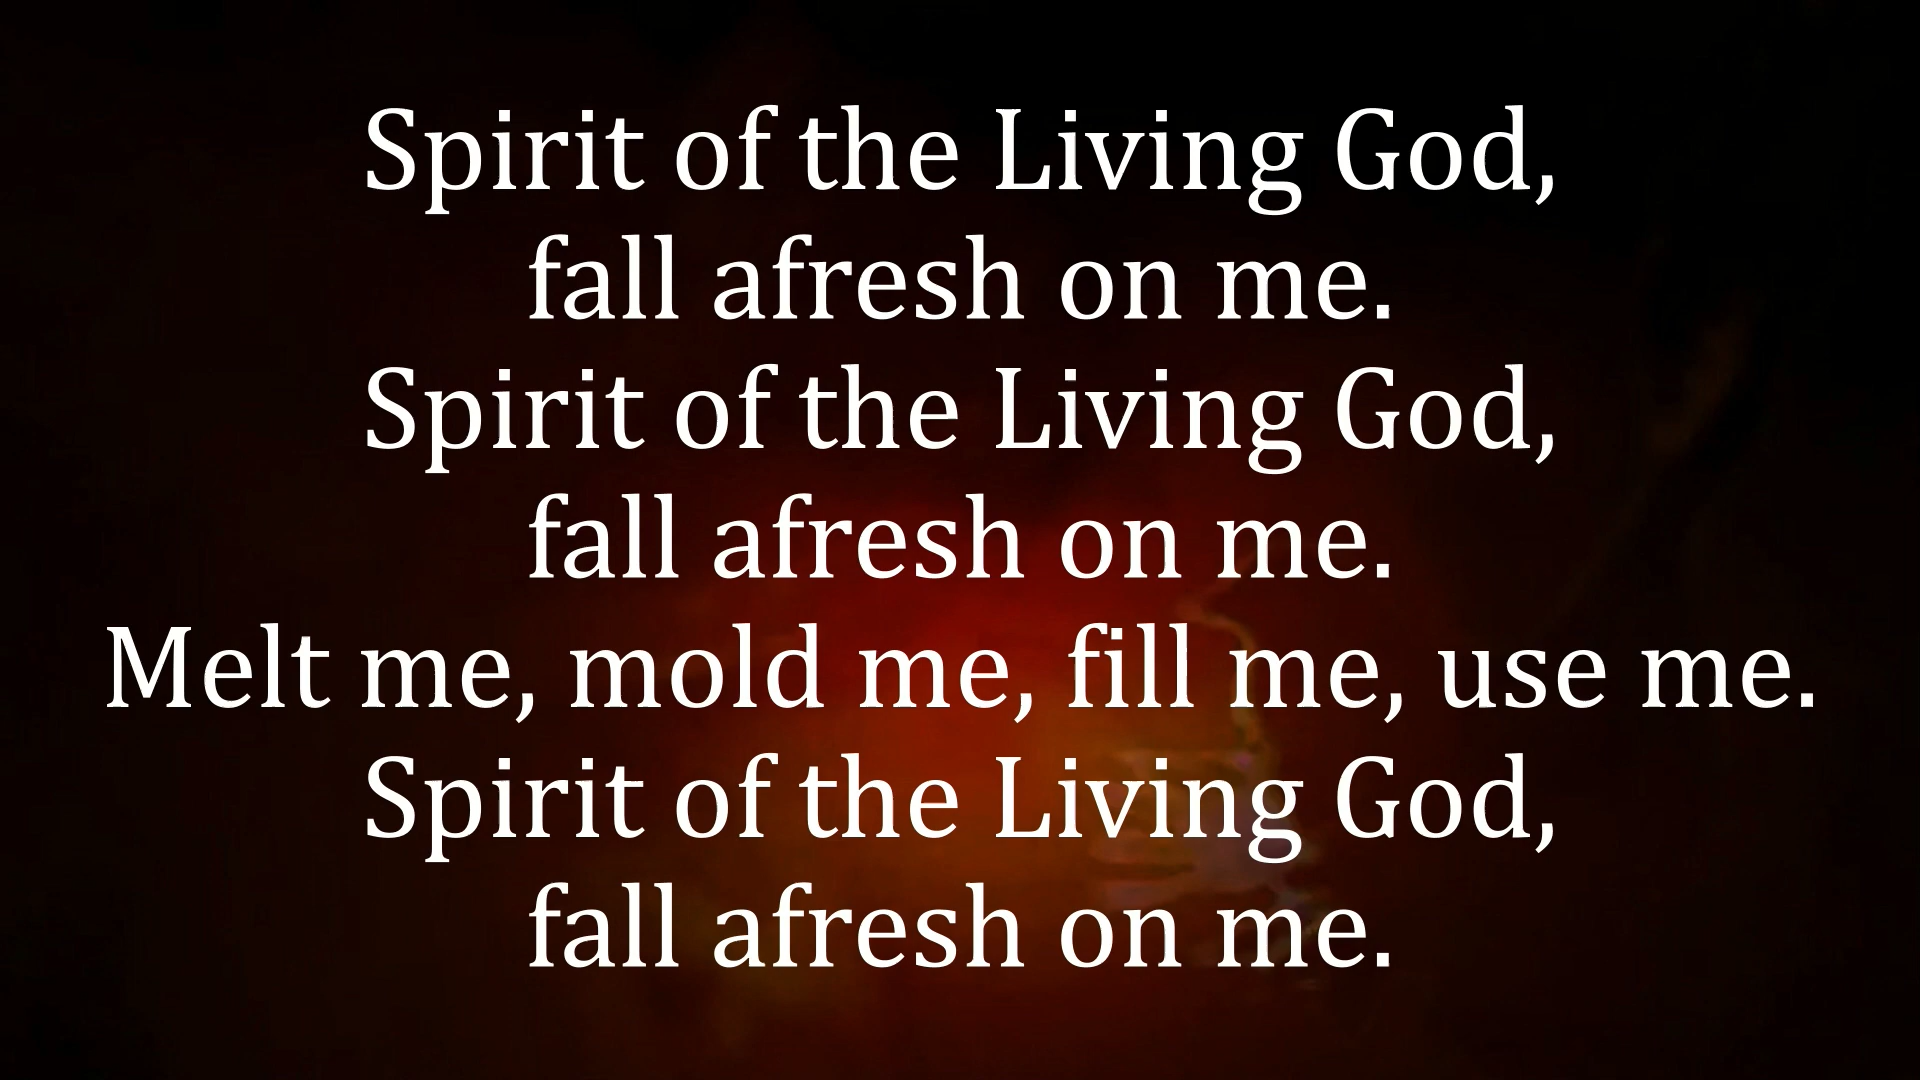 Spirit of the Living God,
fall afresh on me.
Spirit of the Living God,
fall afresh on me.
Melt me, mold me, fill me, use me.
Spirit of the Living God,
fall afresh on me.